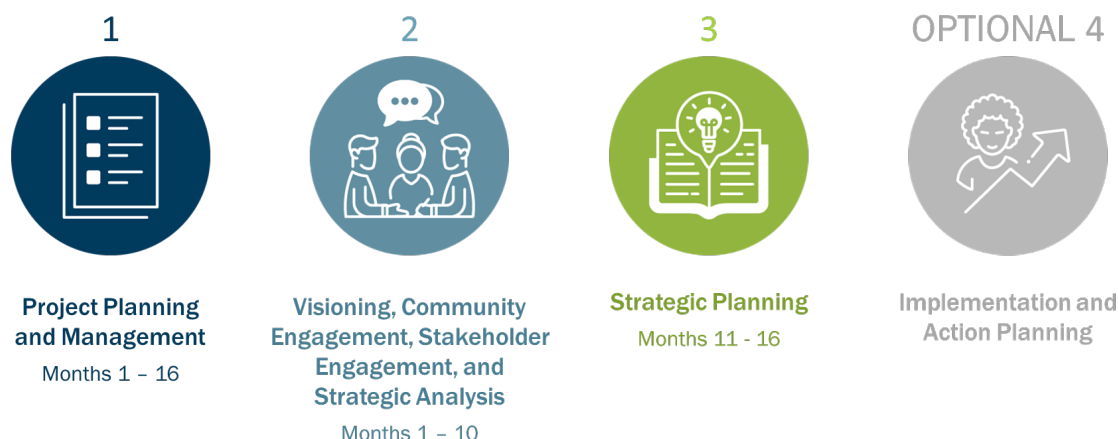 1
Project Planning
and Management
Months 1 – 16
2
Visioning, Community
Engagement, Stakeholder
Engagement, and
Strategic Analysis
Months 1 – 10
3
Strategic Planning
Months 11 - 16
OPTIONAL 4
Implementation and
Action Planning